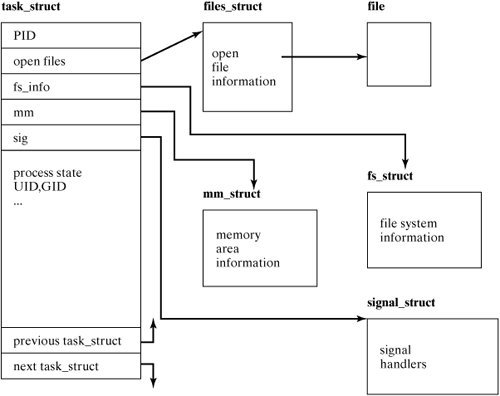 task_struct
PID
open files
fs_info
mm
sig
process state
UID,GID
...
previous task_struct
next task_struct
files_struct
open
file
information
file
mm_struct
memory
area
information
fs_struct
file system
information
signal_struct
signal
handlers